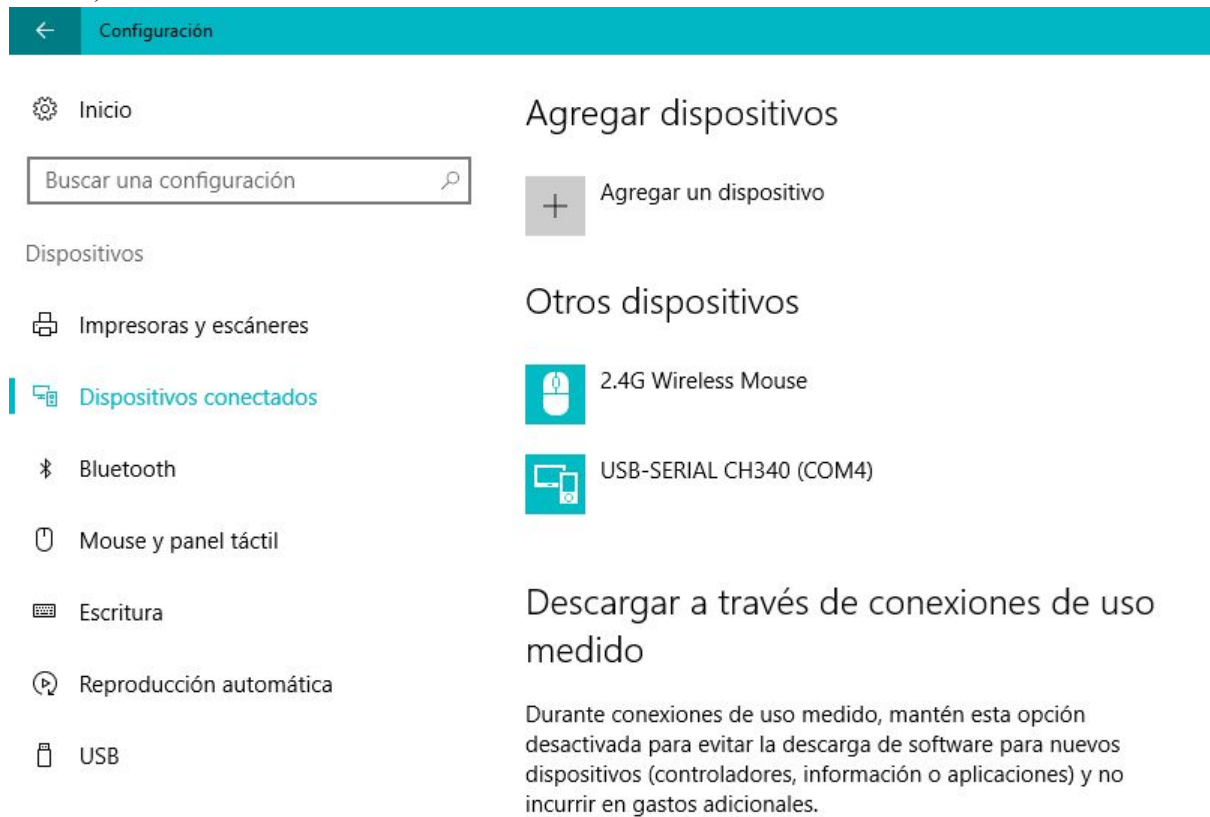 Configuración
Inicio
Buscar una configuración
Dispositivos
Impresoras y escáneres
Dispositivos conectados
Bluetooth
Mouse y panel táctil
Escritura
Reproducción automática
USB
Agregar dispositivos
Agregar un dispositivo
Otros dispositivos
2.4G Wireless Mouse
USB-SERIAL CH340 (COM4)
Descargar a través de conexiones de uso
medido
Durante conexiones de uso medido, mantén esta opción
desactivada para evitar la descarga de software para nuevos
dispositivos (controladores, información o aplicaciones) y no
incurrir en gastos adicionales.